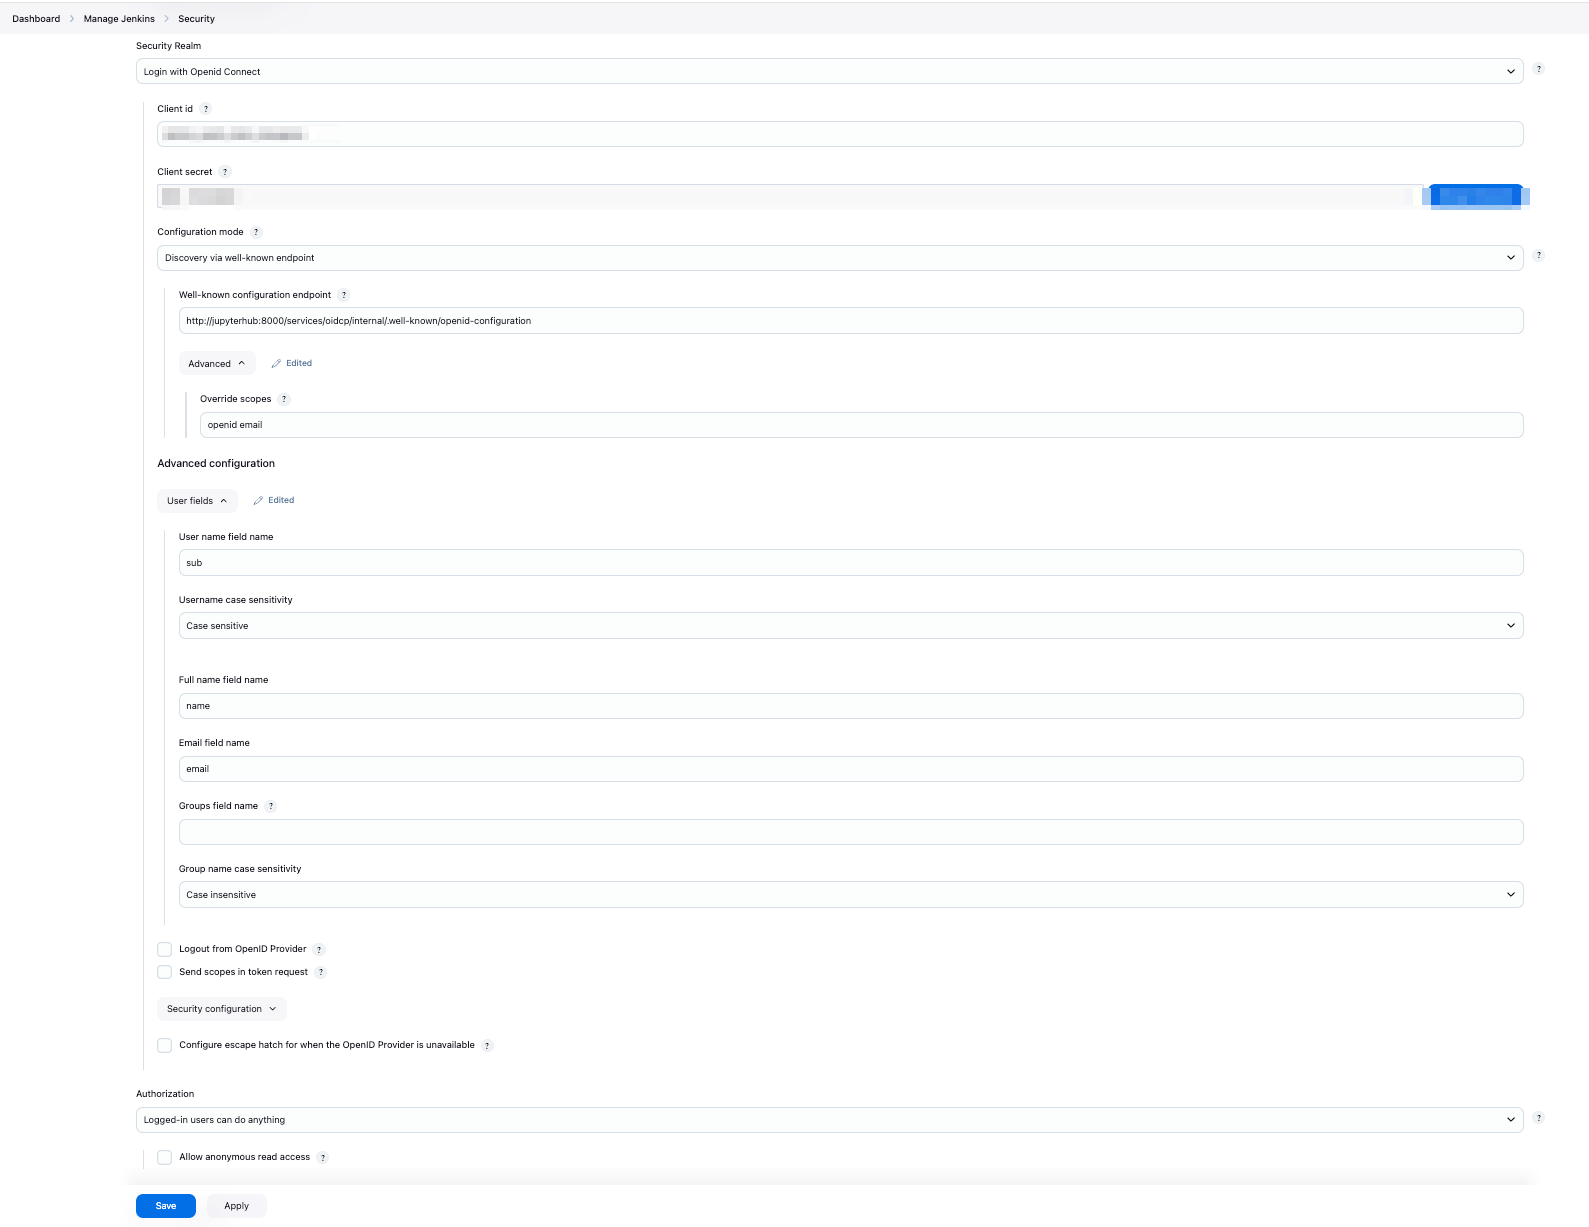 Dashboard > Manage Jenkins > Security
Security Realm
Login with Openid Connect
?
Client id ?
Client secret ?
Configuration mode ?
Discovery via well-known endpoint
?
Well-known configuration endpoint ?
http://jupyterhub:8000/services/oidcp/internal/.well-known/openid-configuration
Advanced Edited
Override scopes ?
openid email
Advanced configuration
User fields Edited
User name field name
sub
Username case sensitivity
Case sensitive
Full name field name
name
Email field name
email
Groups field name ?
Group name case sensitivity
Case insensitive
Logout from OpenID Provider ?
Send scopes in token request ?
Security configuration
Configure escape hatch for when the OpenID Provider is unavailable ?
Authorization
Logged-in users can do anything
?
Allow anonymous read access ?
Save Apply